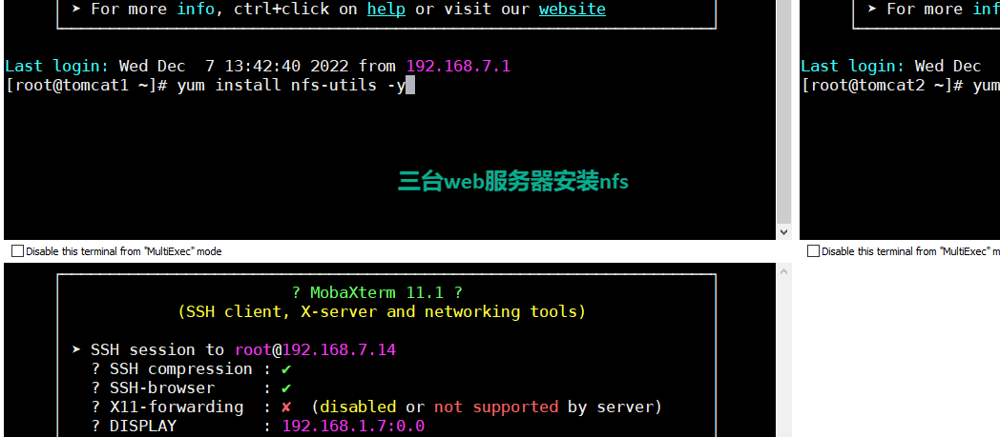 ➤ For more info, ctrl+click on help or visit our website
➤ For more inf
Last login: Wed Dec  7 13:42:40 2022 from 192.168.7.1
[root@tomcat1 ~]# yum install nfs-utils -y
Last login: Wed Dec
[root@tomcat2 ~]# yum
三台web服务器安装nfs
Disable this terminal from "MultiExec" mode
Disable this terminal from "MultiExec" m
? MobaXterm 11.1 ?
(SSH client, X-server and networking tools)
➤ SSH session to root@192.168.7.14
? SSH compression : ✔
? SSH-browser     : ✔
? X11-forwarding  : ✘  (disabled or not supported by server)
? DISPLAY         : 192.168.1.7:0.0